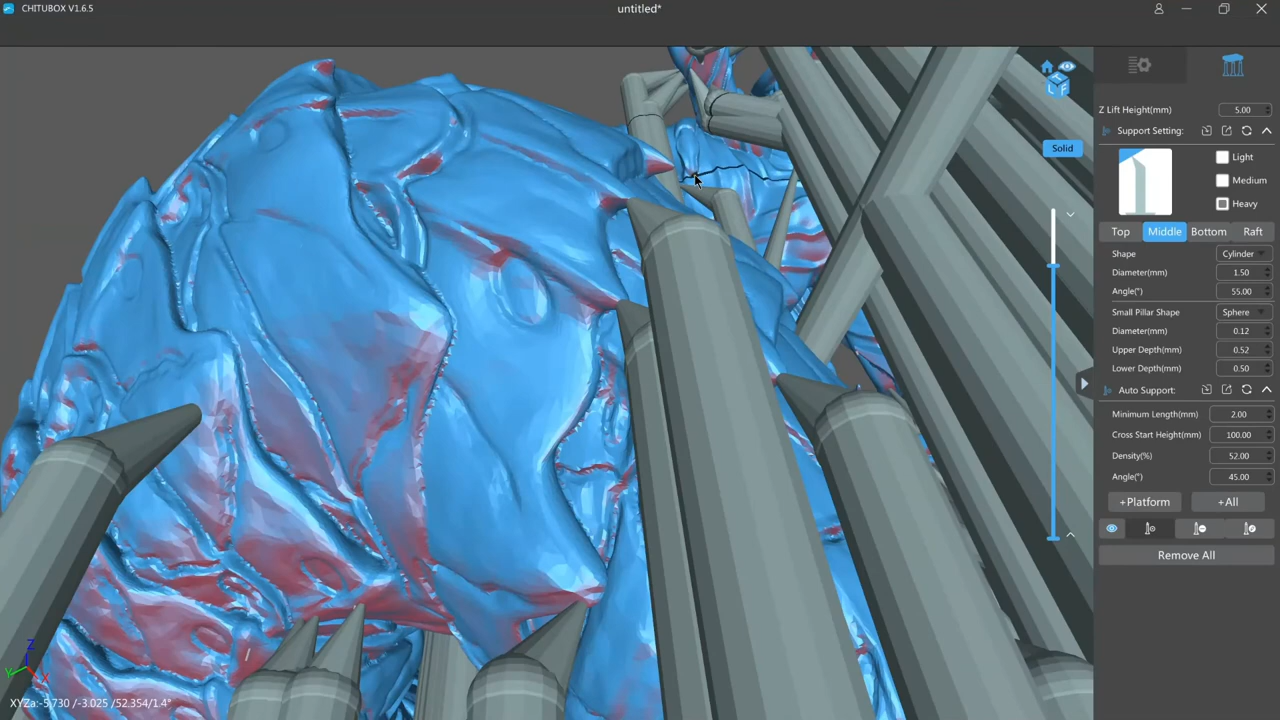 CHITUBOX V1.6.5
untitled*
Z Lift Height(mm) 5.00
Support Setting:
Light
Medium
Heavy
Top Middle Bottom Raft
Shape Cylinder
Diameter(mm) 1.50
Angle(°) 55.00
Small Pillar Shape Sphere
Diameter(mm) 0.12
Upper Depth(mm) 0.52
Lower Depth(mm) 0.50
Auto Support:
Minimum Length(mm) 2.00
Cross Start Height(mm) 100.00
Density(%) 52.00
Angle(°) 45.00
+Platform +All
Remove All
Solid
T
L F
Z
Y X
XYZa:-5.730 /-3.025 /52.354/1.4°